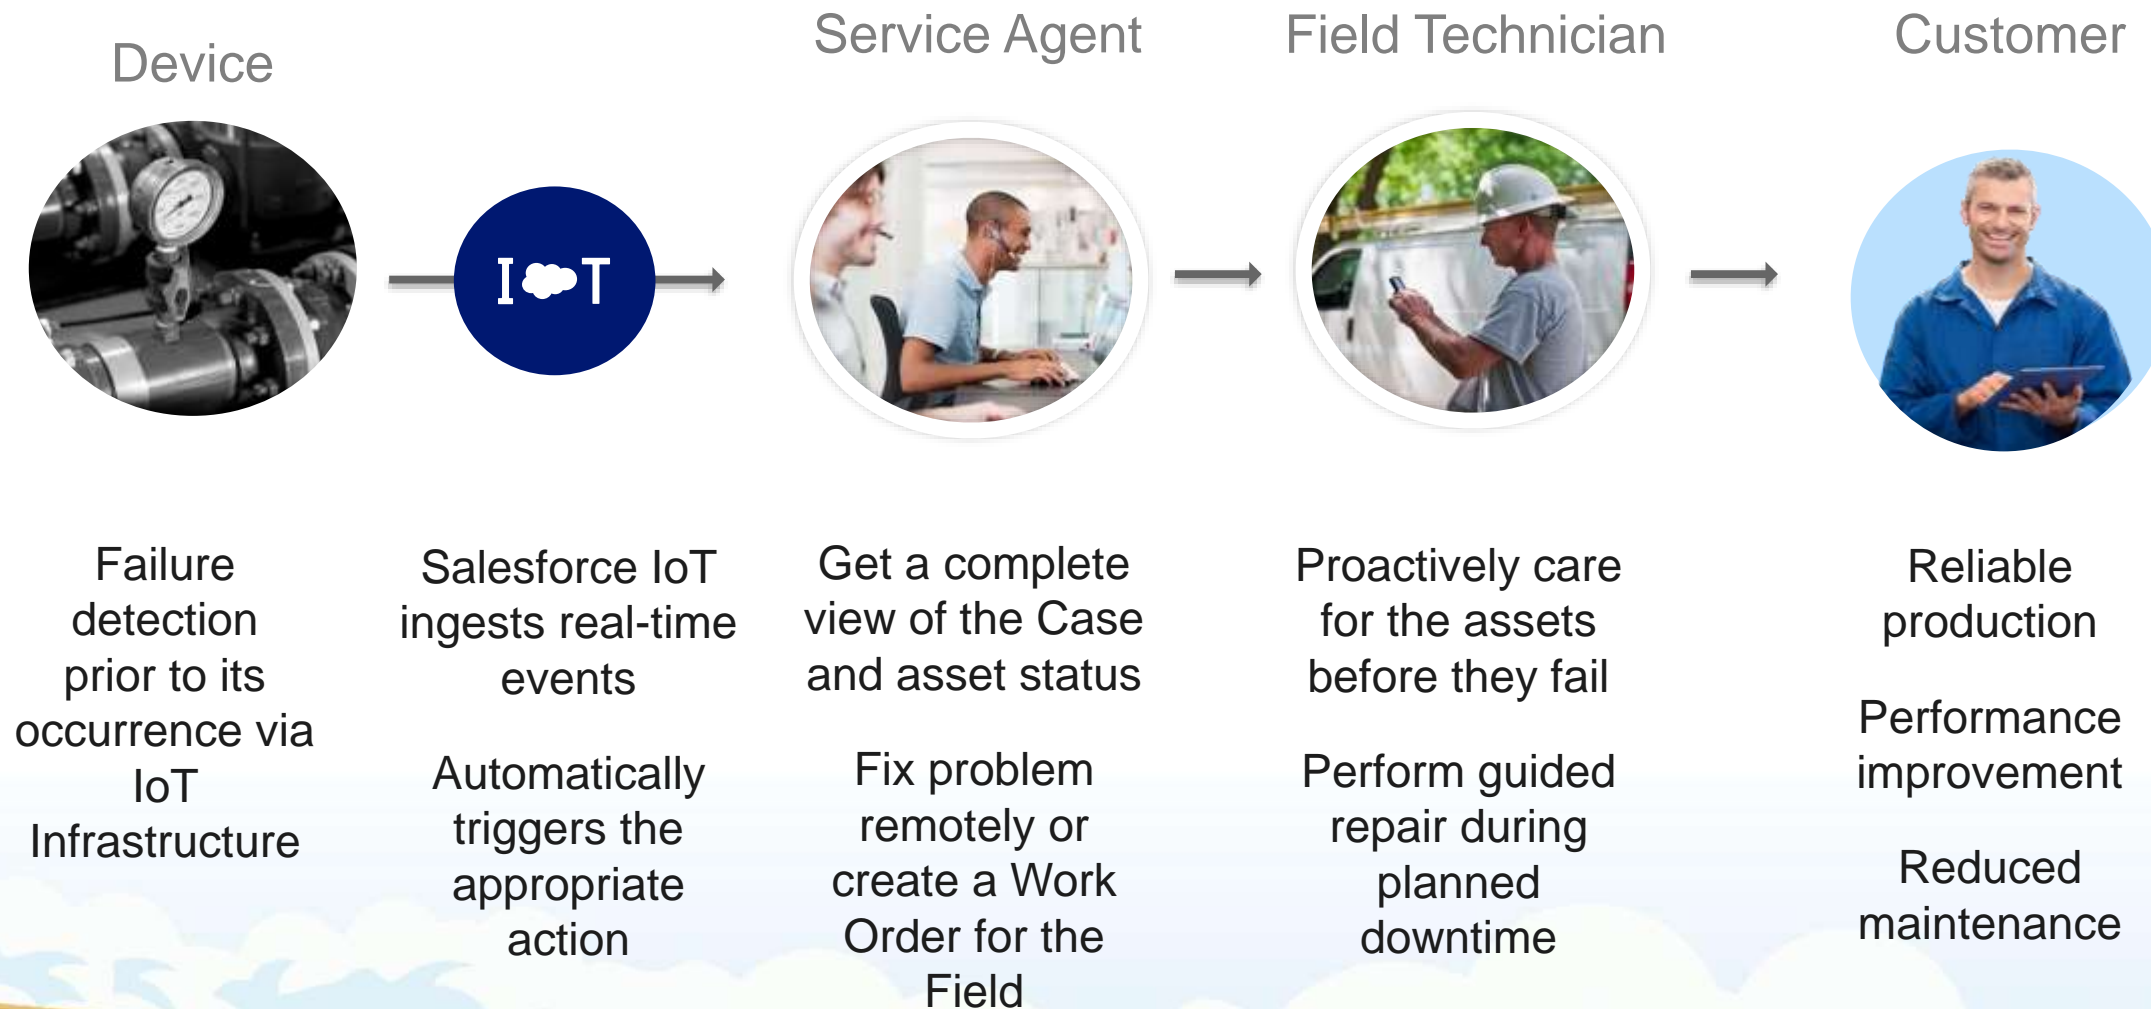 Device
Service Agent
Field Technician
Customer
I T
Failure
detection
prior to its
occurrence via
IoT
Infrastructure
Salesforce IoT
ingests real-time
events
Automatically
triggers the
appropriate
action
Get a complete
view of the Case
and asset status
Fix problem
remotely or
create a Work
Order for the
Field
Proactively care
for the assets
before they fail
Perform guided
repair during
planned
downtime
Reliable
production
Performance
improvement
Reduced
maintenance